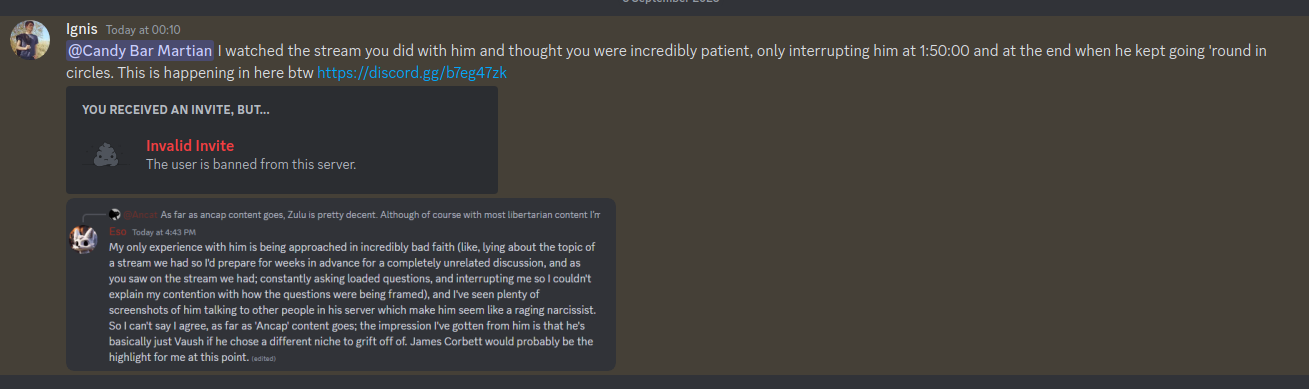 Ignis Today at 00:10
@Candy Bar Martian I watched the stream you did with him and thought you were incredibly patient, only interrupting him at 1:50:00 and at the end when he kept going 'round in
circles. This is happening in here btw https://discord.gg/b7eg47zk
YOU RECEIVED AN INVITE, BUT...
Invalid Invite
The user is banned from this server.
As far as ancap content goes, Zulu is pretty decent. Although of course with most libertarian content I'm
Eso Today at 4:43 PM
My only experience with him is being approached in incredibly bad faith (like, lying about the topic of
a stream we had so I'd prepare for weeks in advance for a completely unrelated discussion, and as
you saw on the stream we had; constantly asking loaded questions, and interrupting me so I couldn't
explain my contention with how the questions were being framed), and I've seen plenty of
screenshots of him talking to other people in his server which make him seem like a raging narcissist.
So I can't say I agree, as far as 'Ancap' content goes; the impression I've gotten from him is that he's
basically just Vaush if he chose a different niche to grift off of. James Corbett would probably be the
highlight for me at this point. (edited)